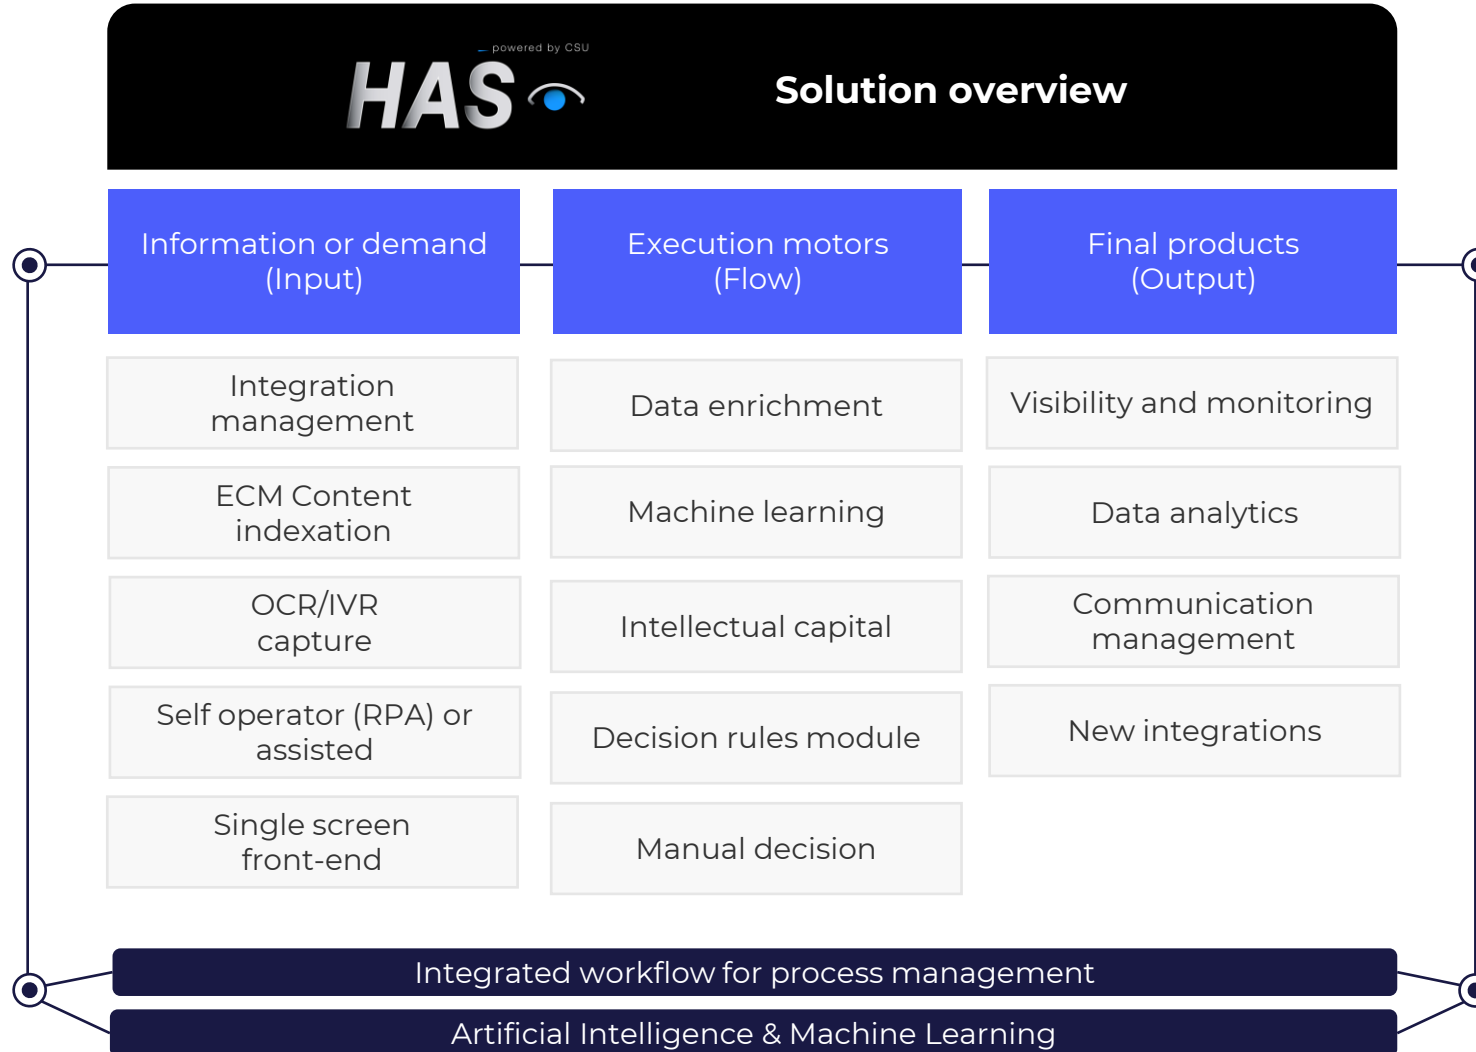 powered by CSU
HAS
Solution overview
Information or demand
(Input)
Execution motors
(Flow)
Final products
(Output)
Integration
management
ECM Content
indexation
OCR/IVR
capture
Self operator (RPA) or
assisted
Single screen
front-end
Data enrichment
Machine learning
Intellectual capital
Decision rules module
Manual decision
Visibility and monitoring
Data analytics
Communication
management
New integrations
Integrated workflow for process management
Artificial Intelligence & Machine Learning